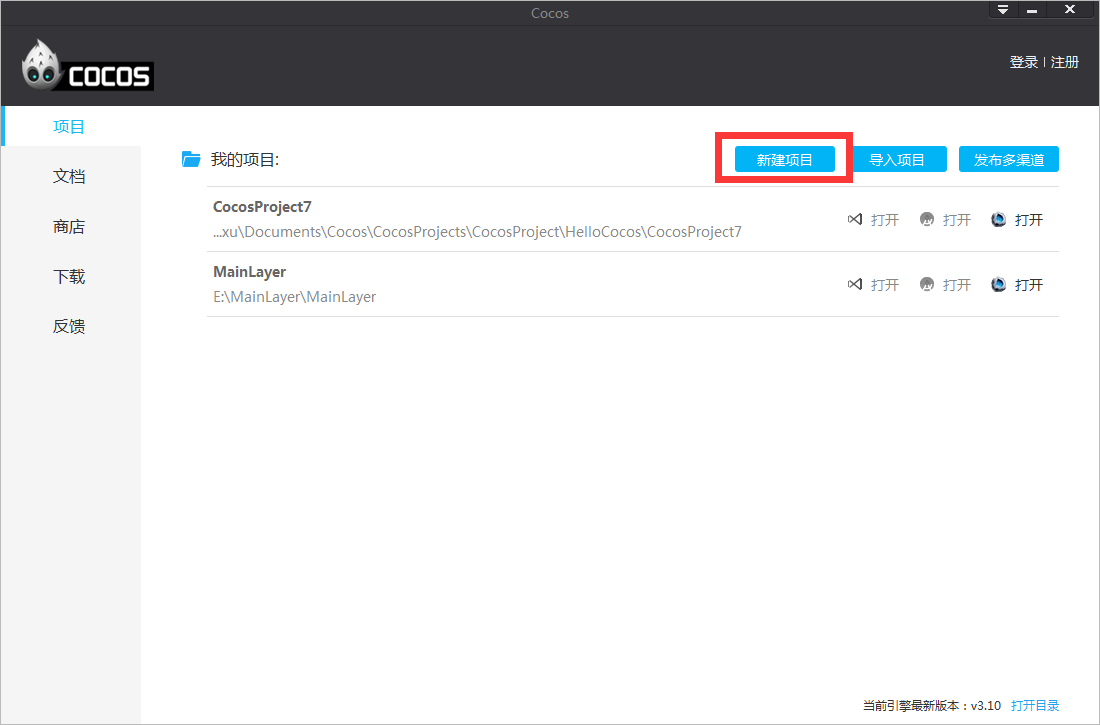 Cocos
COCOS
登录 | 注册
项目
文档
商店
下载
反馈
我的项目:
新建项目
导入项目
发布多渠道
CocosProject7
...xu\Documents\Cocos\CocosProjects\CocosProject\HelloCocos\CocosProject7
打开 打开 打开
MainLayer
E:\MainLayer\MainLayer
打开 打开 打开
当前引擎最新版本：v3.10 打开目录